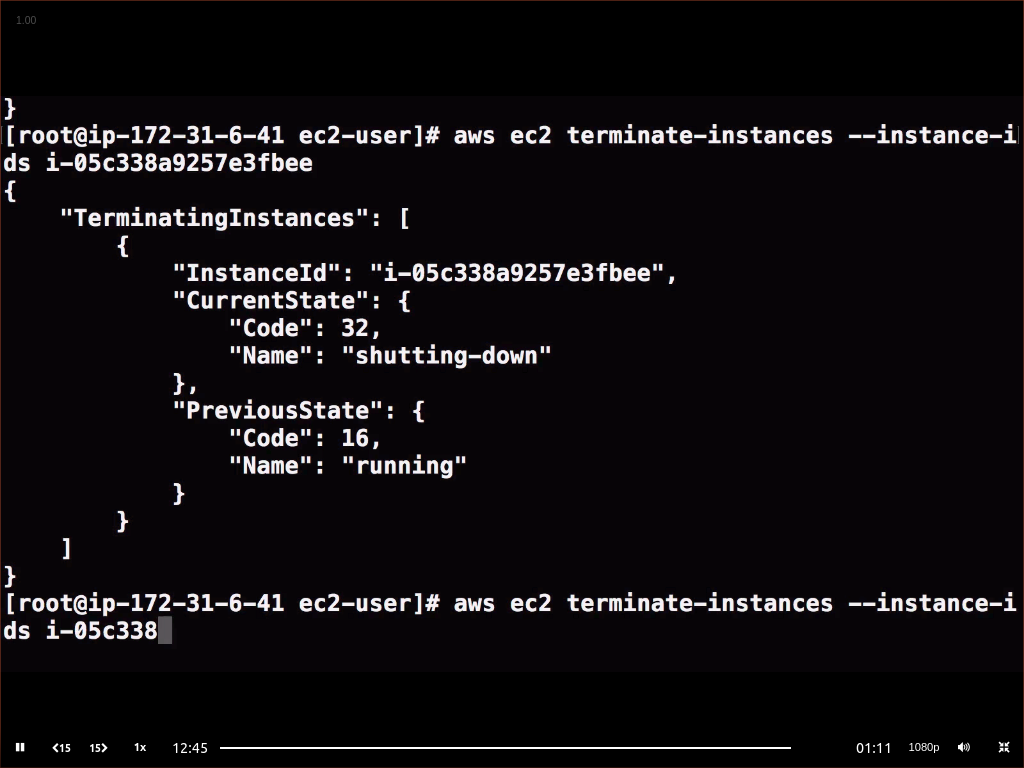 1.00
}
[root@ip-172-31-6-41 ec2-user]# aws ec2 terminate-instances --instance-i
ds i-05c338a9257e3fbee
{
    "TerminatingInstances": [
        {
            "InstanceId": "i-05c338a9257e3fbee",
            "CurrentState": {
                "Code": 32,
                "Name": "shutting-down"
            },
            "PreviousState": {
                "Code": 16,
                "Name": "running"
            }
        }
    ]
}
[root@ip-172-31-6-41 ec2-user]# aws ec2 terminate-instances --instance-i
ds i-05c338
15 15 1x 12:45 01:11 1080p